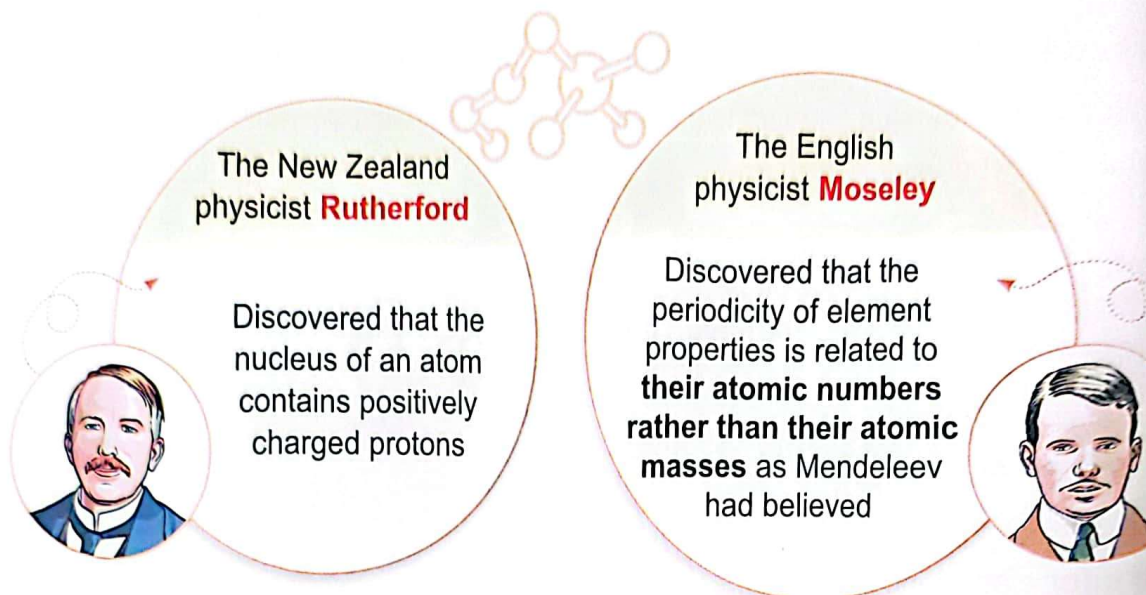 The New Zealand
physicist Rutherford
Discovered that the
nucleus of an atom
contains positively
charged protons
The English
physicist Moseley
Discovered that the
periodicity of element
properties is related to
their atomic numbers
rather than their atomic
masses as Mendeleev
had believed